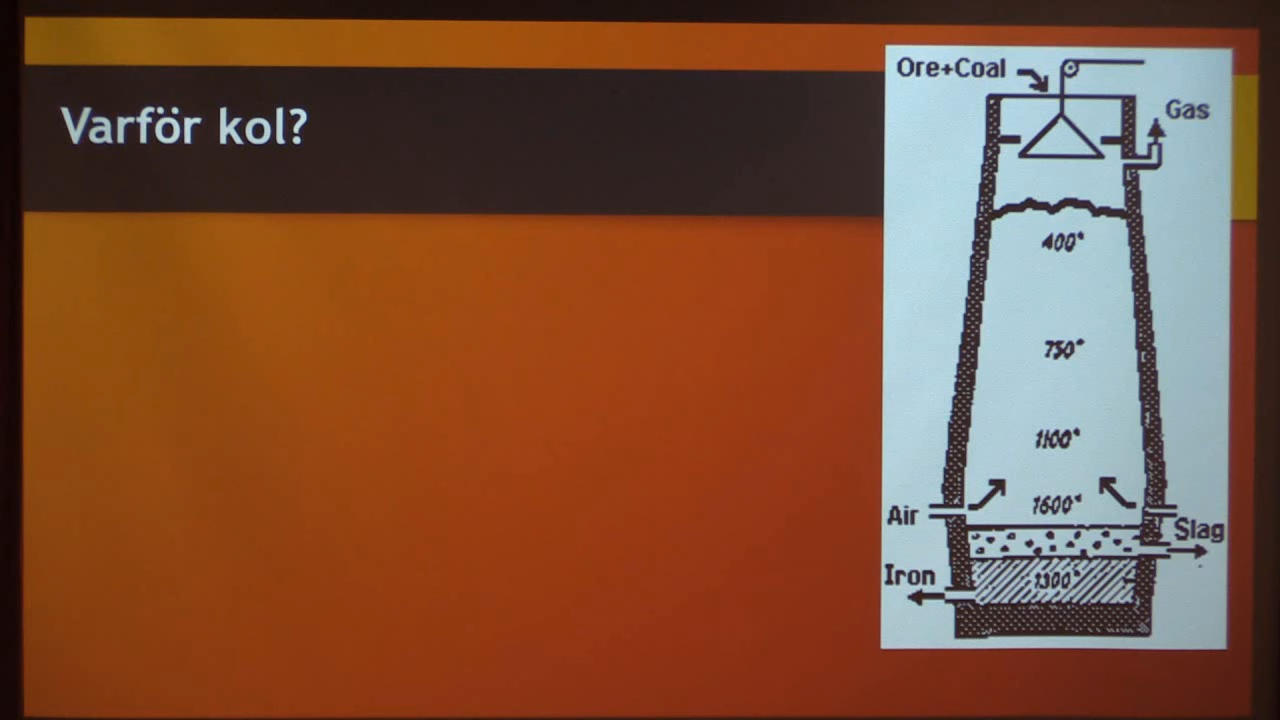 Varför kol?
Ore+Coal
Gas
400°
750°
1100°
1600°
Air
Slag
Iron
1300°